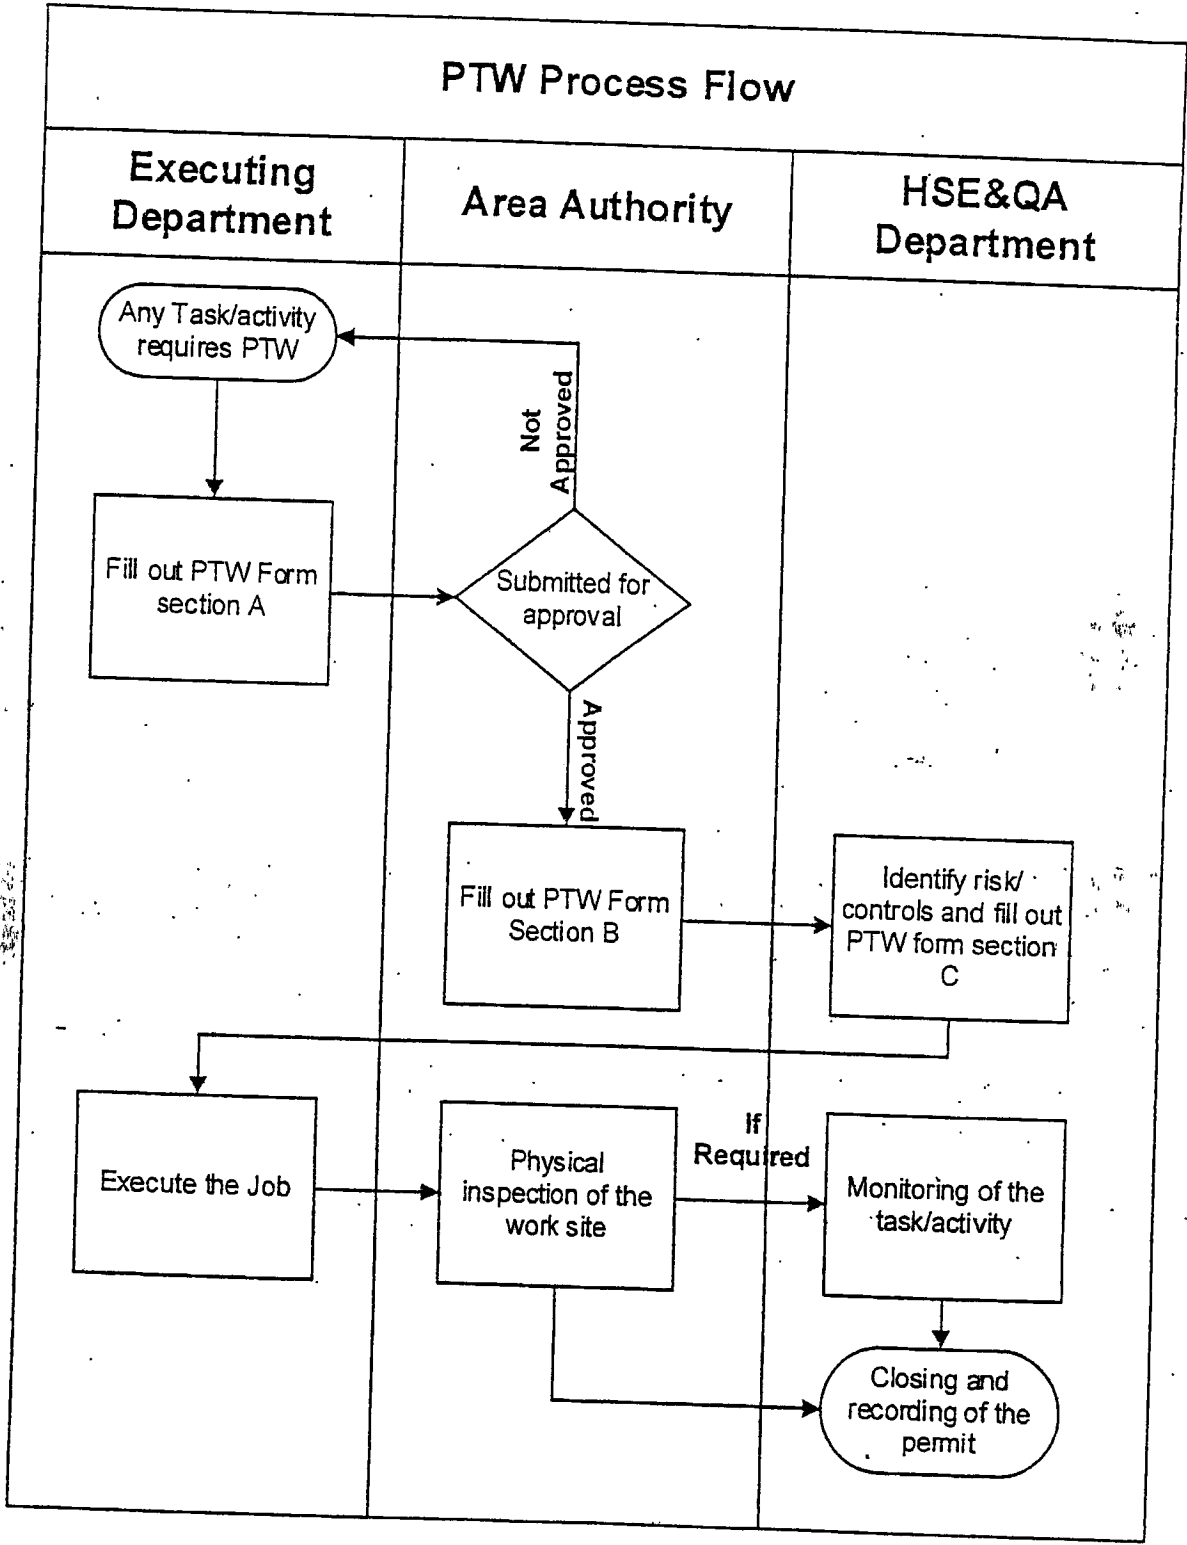 PTW Process Flow
Executing
Department
Area Authority
HSE&QA
Department
Any Task/activity
requires PTW
Not
Approved
Fill out PTW Form
section A
Submitted for
approval
Approved
Fill out PTW Form
Section B
Identify risk/
controls and fill out
PTW form section
C
Execute the Job
Physical
inspection of the
work site
If
Required
Monitoring of the
task/activity
Closing and
recording of the
permit